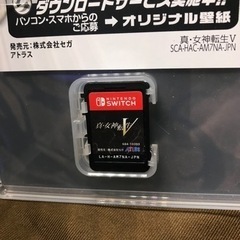 ダウンロードサービス実施中!!
パソコン・スマホからの
ご応募
→オリジナル壁紙
発売元:株式会社セガ
アトラス
真・女神転生V
SCA-HAC-AM7NA-JPN
NINTENDO
SWITCH
真・女神転生V
LA-H-AM7NA-JPN